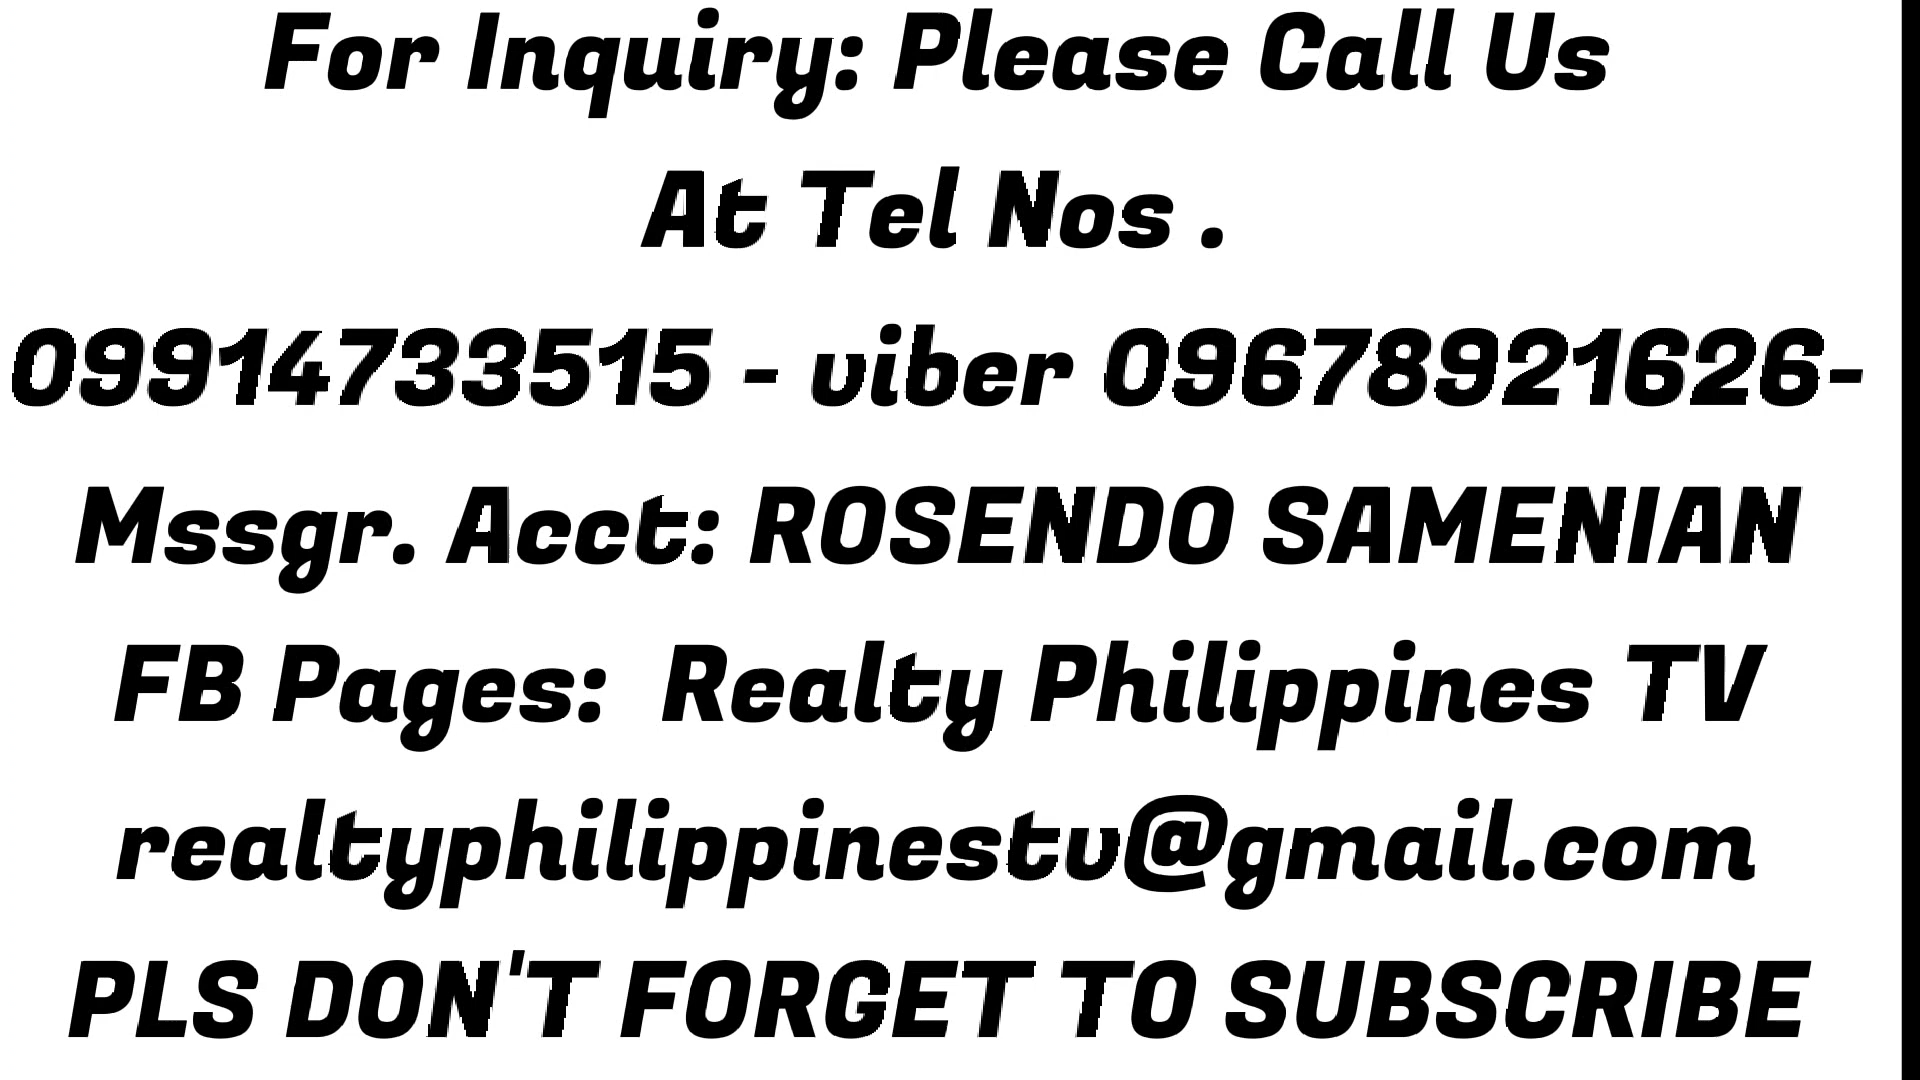 For Inquiry: Please Call Us
At Tel Nos .
09914733515 - viber 09678921626-
Mssgr. Acct: ROSENDO SAMENIAN
FB Pages:  Realty Philippines TV
realtyphilippinestv@gmail.com
PLS DON'T FORGET TO SUBSCRIBE